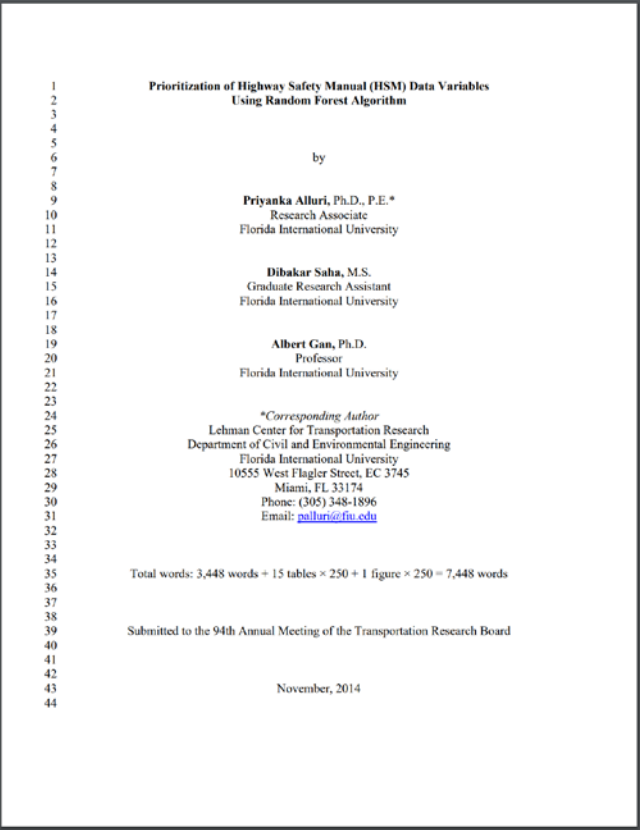 1 Prioritization of Highway Safety Manual (HSM) Data Variables
2 Using Random Forest Algorithm
3
4
5
6 by
7
8
9 Priyanka Alluri, Ph.D., P.E.*
10 Research Associate
11 Florida International University
12
13
14 Dibakar Saha, M.S.
15 Graduate Research Assistant
16 Florida International University
17
18
19 Albert Gan, Ph.D.
20 Professor
21 Florida International University
22
23
24 *Corresponding Author
25 Lehman Center for Transportation Research
26 Department of Civil and Environmental Engineering
27 Florida International University
28 10555 West Flagler Street, EC 3745
29 Miami, FL 33174
30 Phone: (305) 348-1896
31 Email: palluri@fiu.edu
32
33
34
35 Total words: 3,448 words + 15 tables × 250 + 1 figure × 250 = 7,448 words
36
37
38
39 Submitted to the 94th Annual Meeting of the Transportation Research Board
40
41
42
43 November, 2014
44